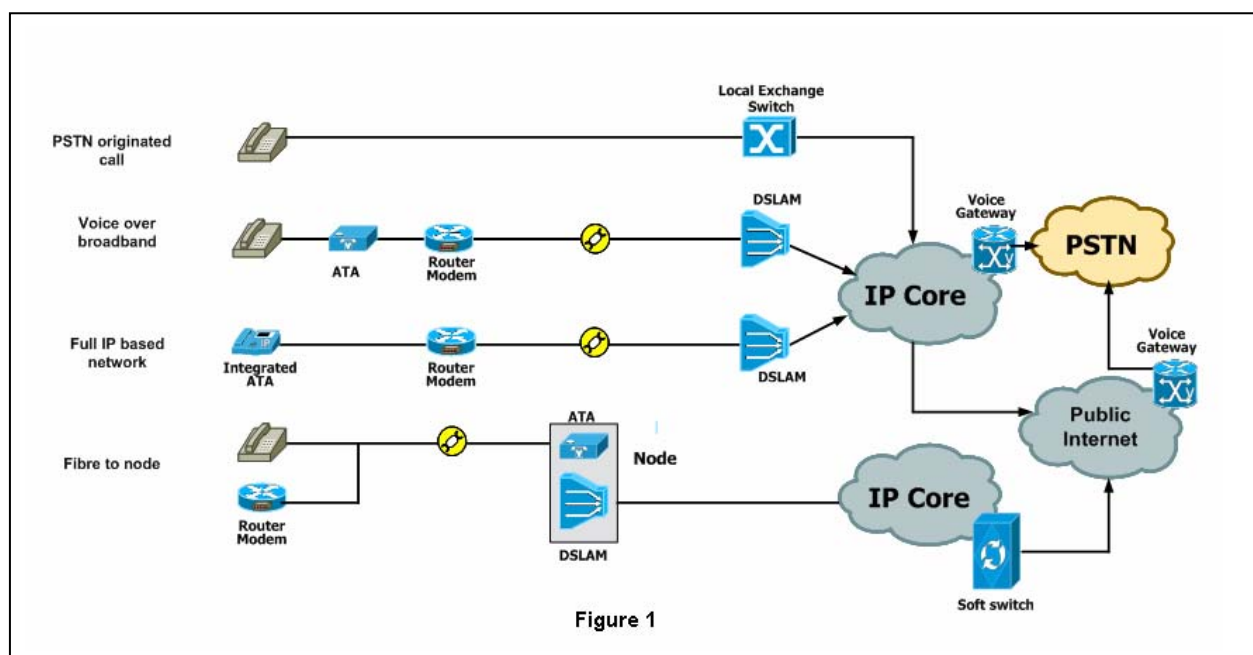 Local Exchange
Switch
PSTN originated
call
Voice over
broadband
ATA
Router
Modem
DSLAM
IP Core
Voice
Gateway
PSTN
Full IP based
network
Integrated
ATA
Router
Modem
DSLAM
Voice
Gateway
Public
Internet
Fibre to node
Router
Modem
ATA
Node
DSLAM
IP Core
Soft switch
Figure 1